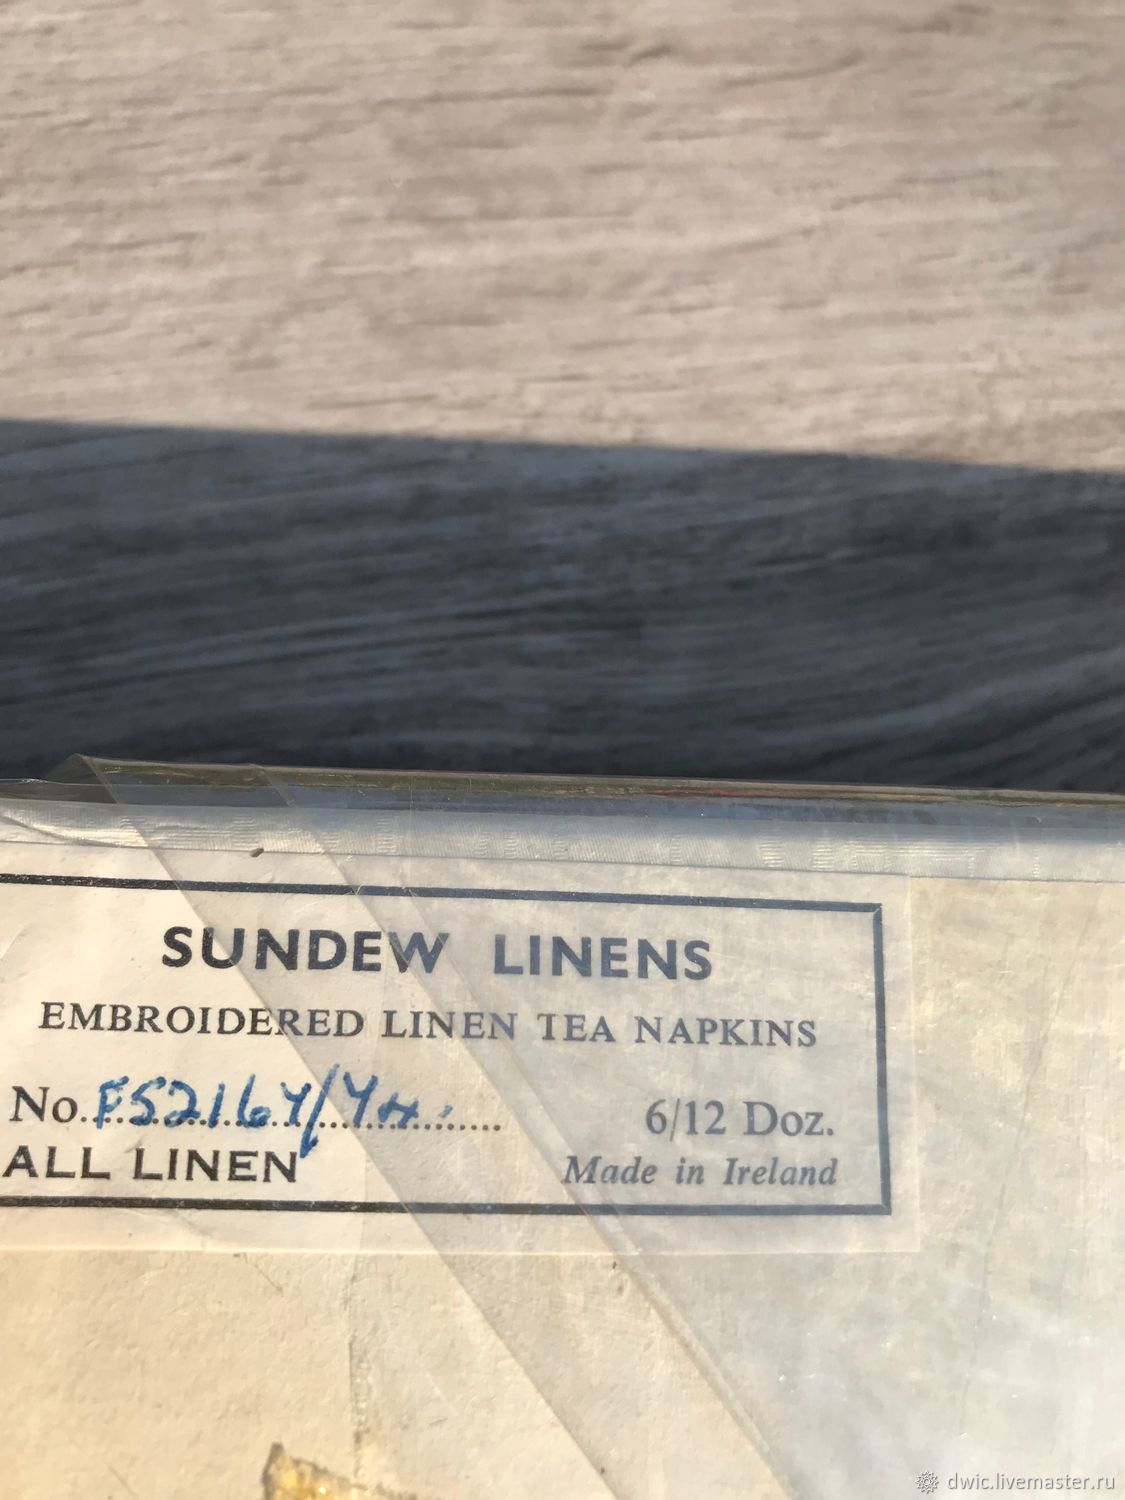 SUNDEW LINENS
EMBROIDERED LINEN TEA NAPKINS
No. F5216Y/Y
6/12 Doz.
ALL LINEN
Made in Ireland
dwic.livemaster.ru